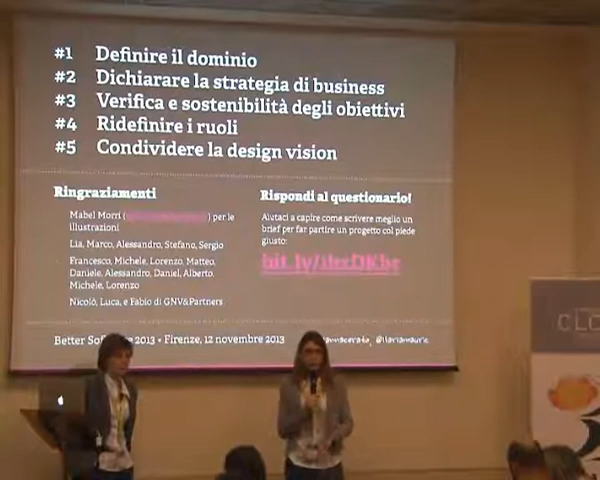 #1 Definire il dominio
#2 Dichiarare la strategia di business
#3 Verifica e sostenibilità degli obiettivi
#4 Ridefinire i ruoli
#5 Condividere la design vision
Ringraziamenti
Mabel Morri ( ) per le
illustrazioni
Lia, Marco, Alessandro, Stefano, Sergio
Francesco, Michele, Lorenzo, Matteo,
Daniele, Alessandro, Daniel, Alberto,
Michele, Lorenzo
Nicolò, Luca, e Fabio di GNV&Partners
Rispondi al questionario!
Aiutaci a capire come scrivere meglio un
brief per far partire un progetto col piede
giusto:
Better 2013 • Firenze, 12 novembre 2013
@ilariamauric